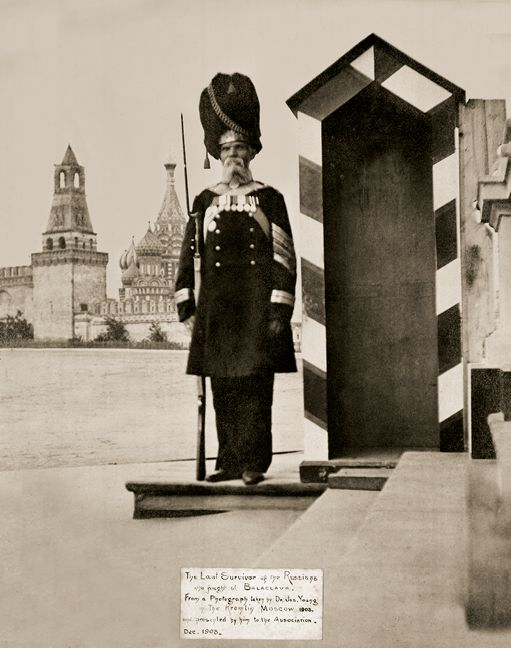 The Last Survivor of the Russians
who fought at BALACLAVA.
From a Photograph taken by Dr. Jas. Young
in The Kremlin MOSCOW 1903.
and presented by him to the Association.
Dec. 1903.